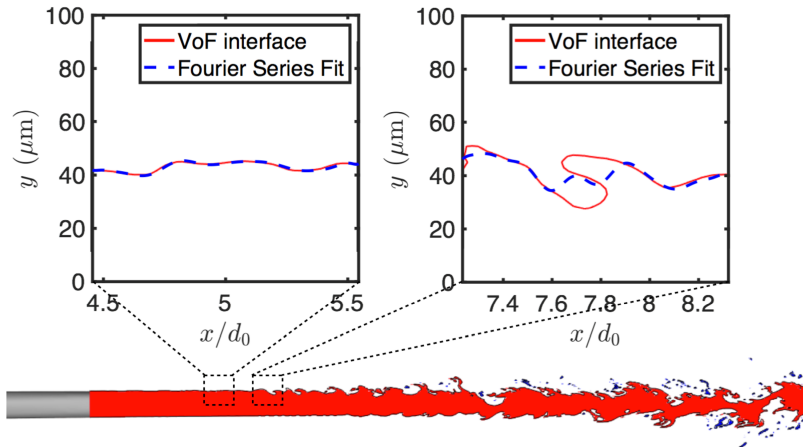 100
80
60
40
20
0
y (μm)
VoF interface
Fourier Series Fit
4.5
5
5.5
x/d0
100
80
60
40
20
0
y (μm)
VoF interface
Fourier Series Fit
7.4
7.6
7.8
8
8.2
x/d0